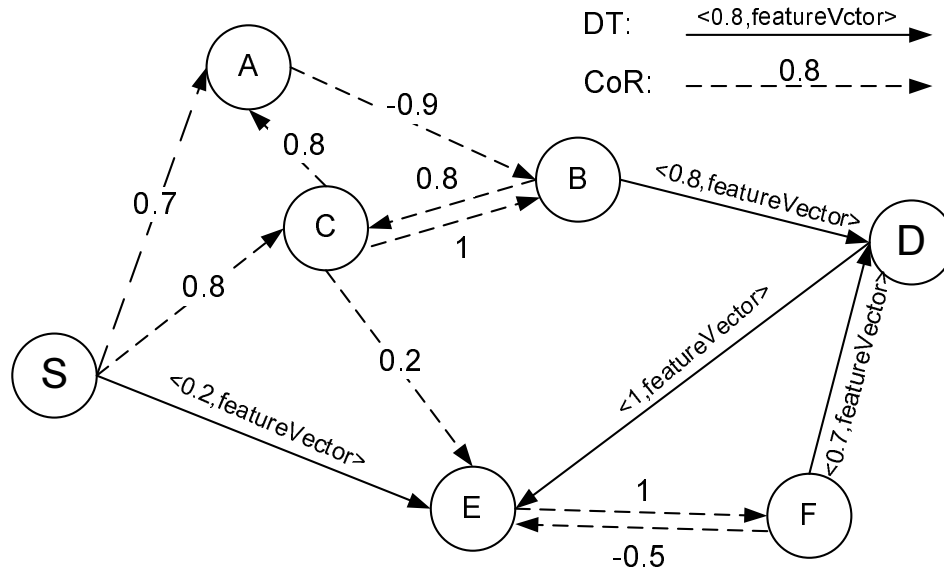 DT: <0.8,featureVctor>
CoR: 0.8
A
-0.9
0.8
B
0.8
<0.8,featureVector>
0.7
C
1
D
0.8
0.2
<1,featureVector>
<0.7,featureVector>
S
<0.2,featureVector>
E
1
F
-0.5